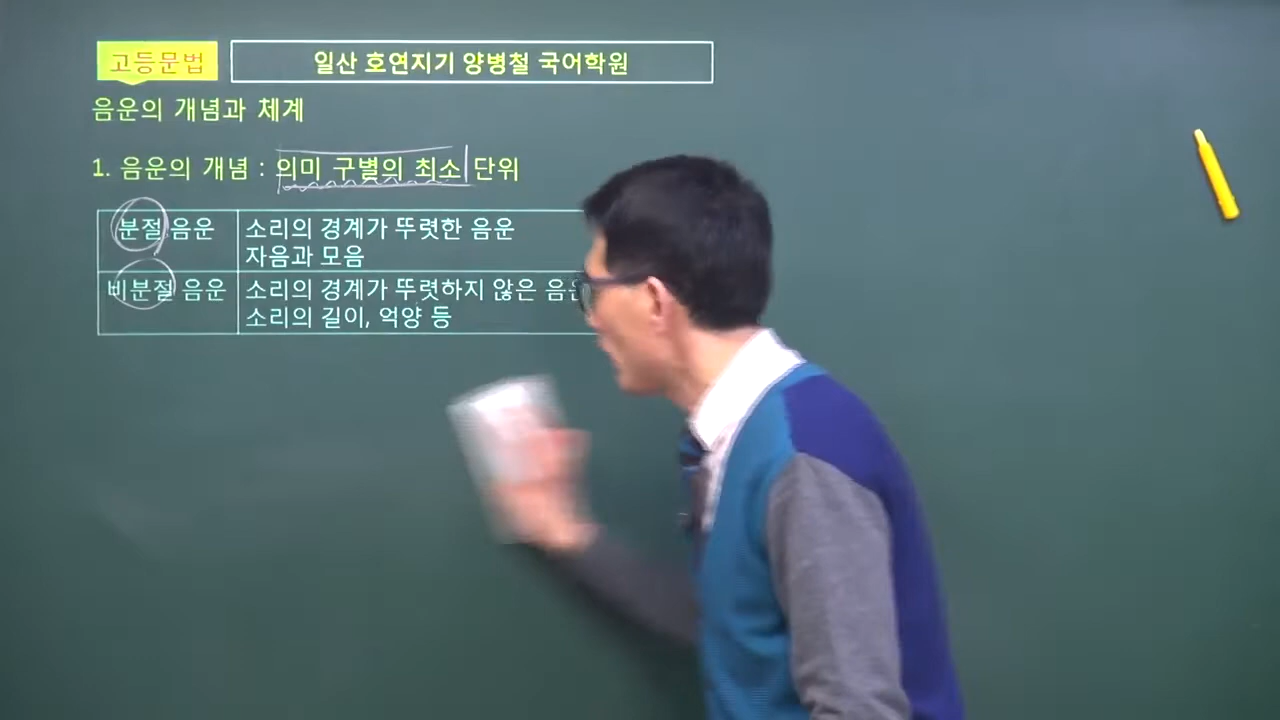 고등문법
일산 호연지기 양병철 국어학원
음운의 개념과 체계
1. 음운의 개념 : 의미 구별의 최소 단위
분절 음운
소리의 경계가 뚜렷한 음운
자음과 모음
비분절 음운
소리의 경계가 뚜렷하지 않은
소리의 길이, 억양 등